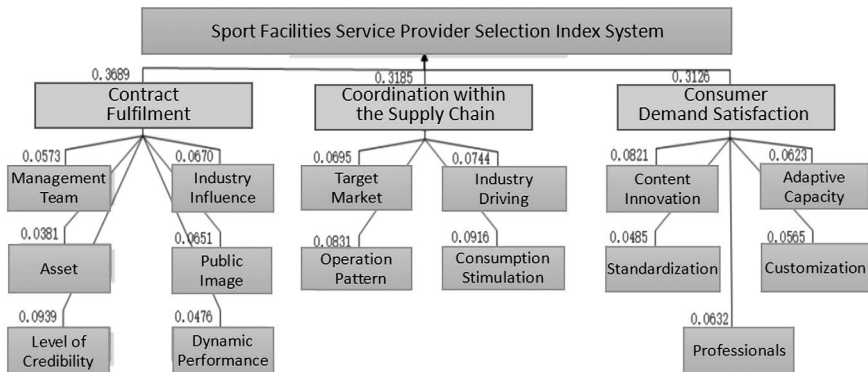 Sport Facilities Service Provider Selection Index System
0.3689
0.3185
0.3126
Contract
Fulfilment
Coordination within
the Supply Chain
Consumer
Demand Satisfaction
0.0573
0.0670
0.0695
0.0744
0.0821
0.0623
Management
Team
Industry
Influence
Target
Market
Industry
Driving
Content
Innovation
Adaptive
Capacity
0.0381
0.0651
0.0831
0.0916
0.0485
0.0565
Asset
Public
Image
Operation
Pattern
Consumption
Stimulation
Standardization
Customization
0.0939
0.0476
0.0632
Level of
Credibility
Dynamic
Performance
Professionals